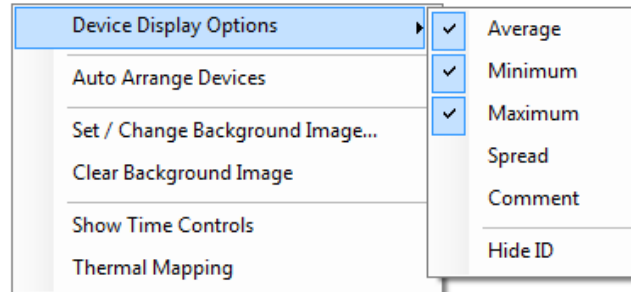 Device Display Options
Auto Arrange Devices
Set / Change Background Image...
Clear Background Image
Show Time Controls
Thermal Mapping
Average
Minimum
Maximum
Spread
Comment
Hide ID